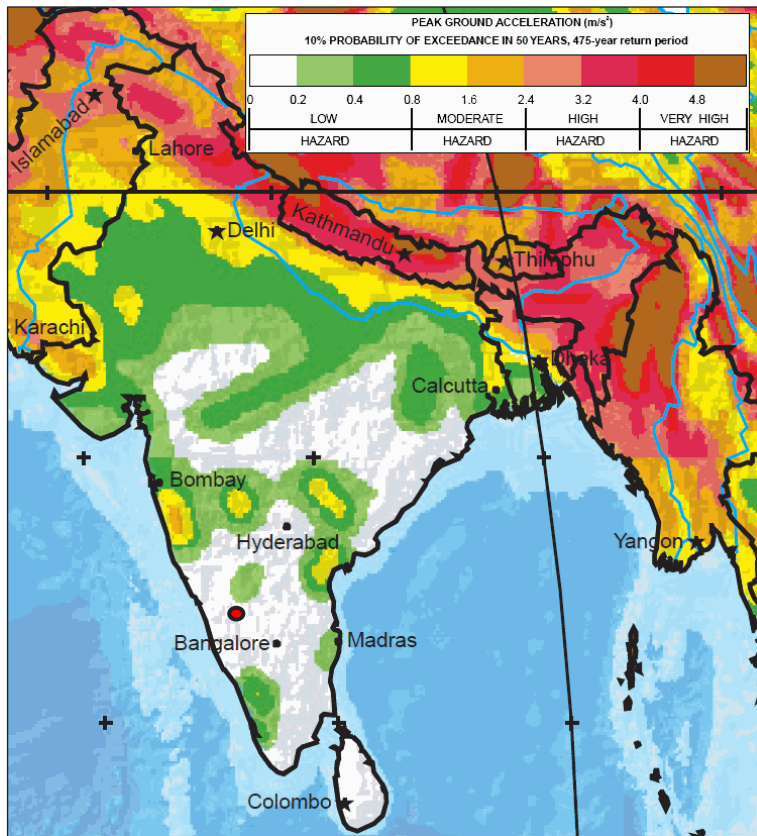 PEAK GROUND ACCELERATION (m/s²)
10% PROBABILITY OF EXCEEDANCE IN 50 YEARS, 475-year return period
0 0.2 0.4 0.8 1.6 2.4 3.2 4.0 4.8
LOW MODERATE HIGH VERY HIGH
HAZARD HAZARD HAZARD HAZARD
Islamabad
Lahore
Delhi
Kathmandu
Thimphu
Karachi
Dhaka
Calcutta
Bombay
Hyderabad
Yangon
Bangalore
Madras
Colombo